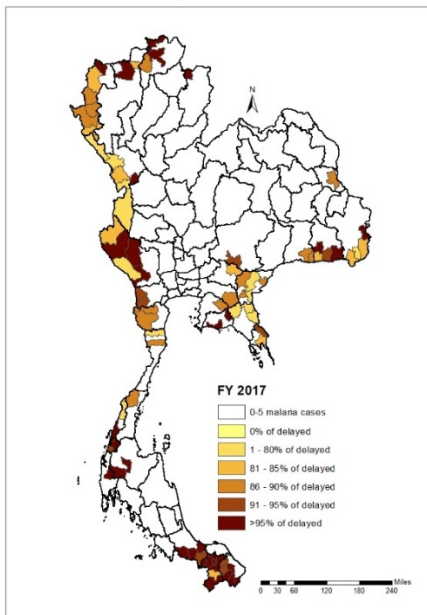 N
FY 2017
0-5 malaria cases
0% of delayed
1 - 80% of delayed
81 - 85% of delayed
86 - 90% of delayed
91 - 95% of delayed
>95% of delayed
Miles
0 30 60 120 180 240